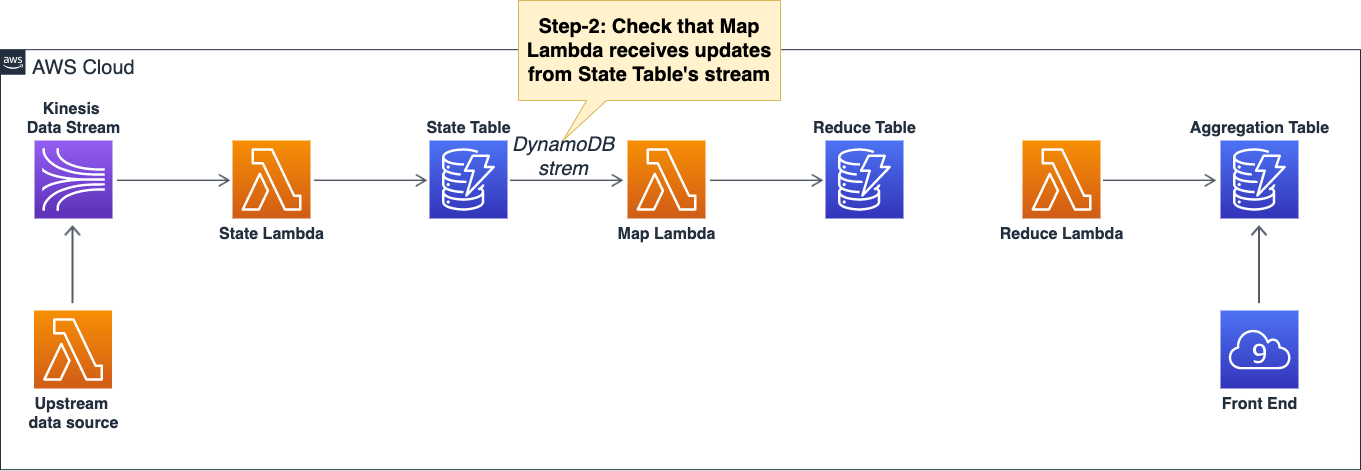 Step-2: Check that Map
Lambda receives updates
from State Table's stream
aws
AWS Cloud
Kinesis
Data Stream
State Table
DynamoDB
strem
Reduce Table
Aggregation Table
State Lambda
Map Lambda
Reduce Lambda
9
Upstream
data source
Front End